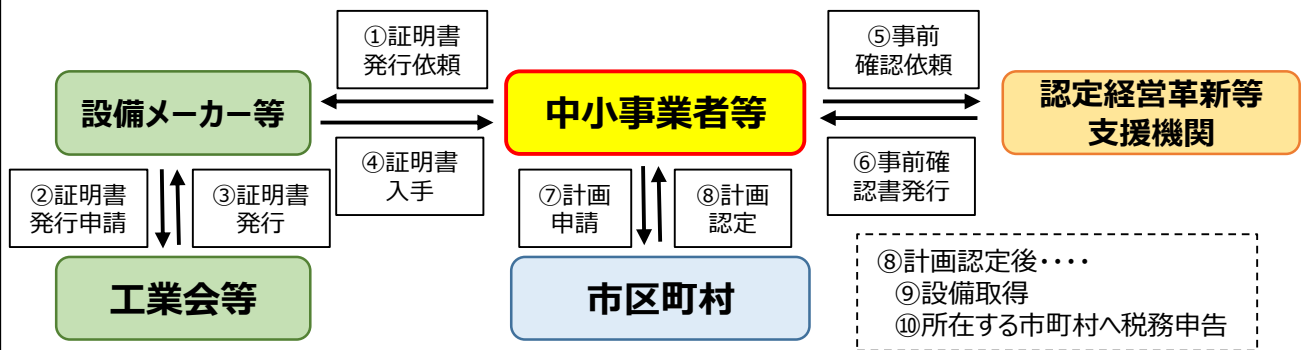 ①証明書
発行依頼
⑤事前
確認依頼
設備メーカー等
中小事業者等
認定経営革新等
支援機関
④証明書
入手
⑥事前確
認書発行
②証明書
発行申請
③証明書
発行
⑦計画
申請
⑧計画
認定
工業会等
市区町村
⑧計画認定後・・・・
⑨設備取得
⑩所在する市町村へ税務申告